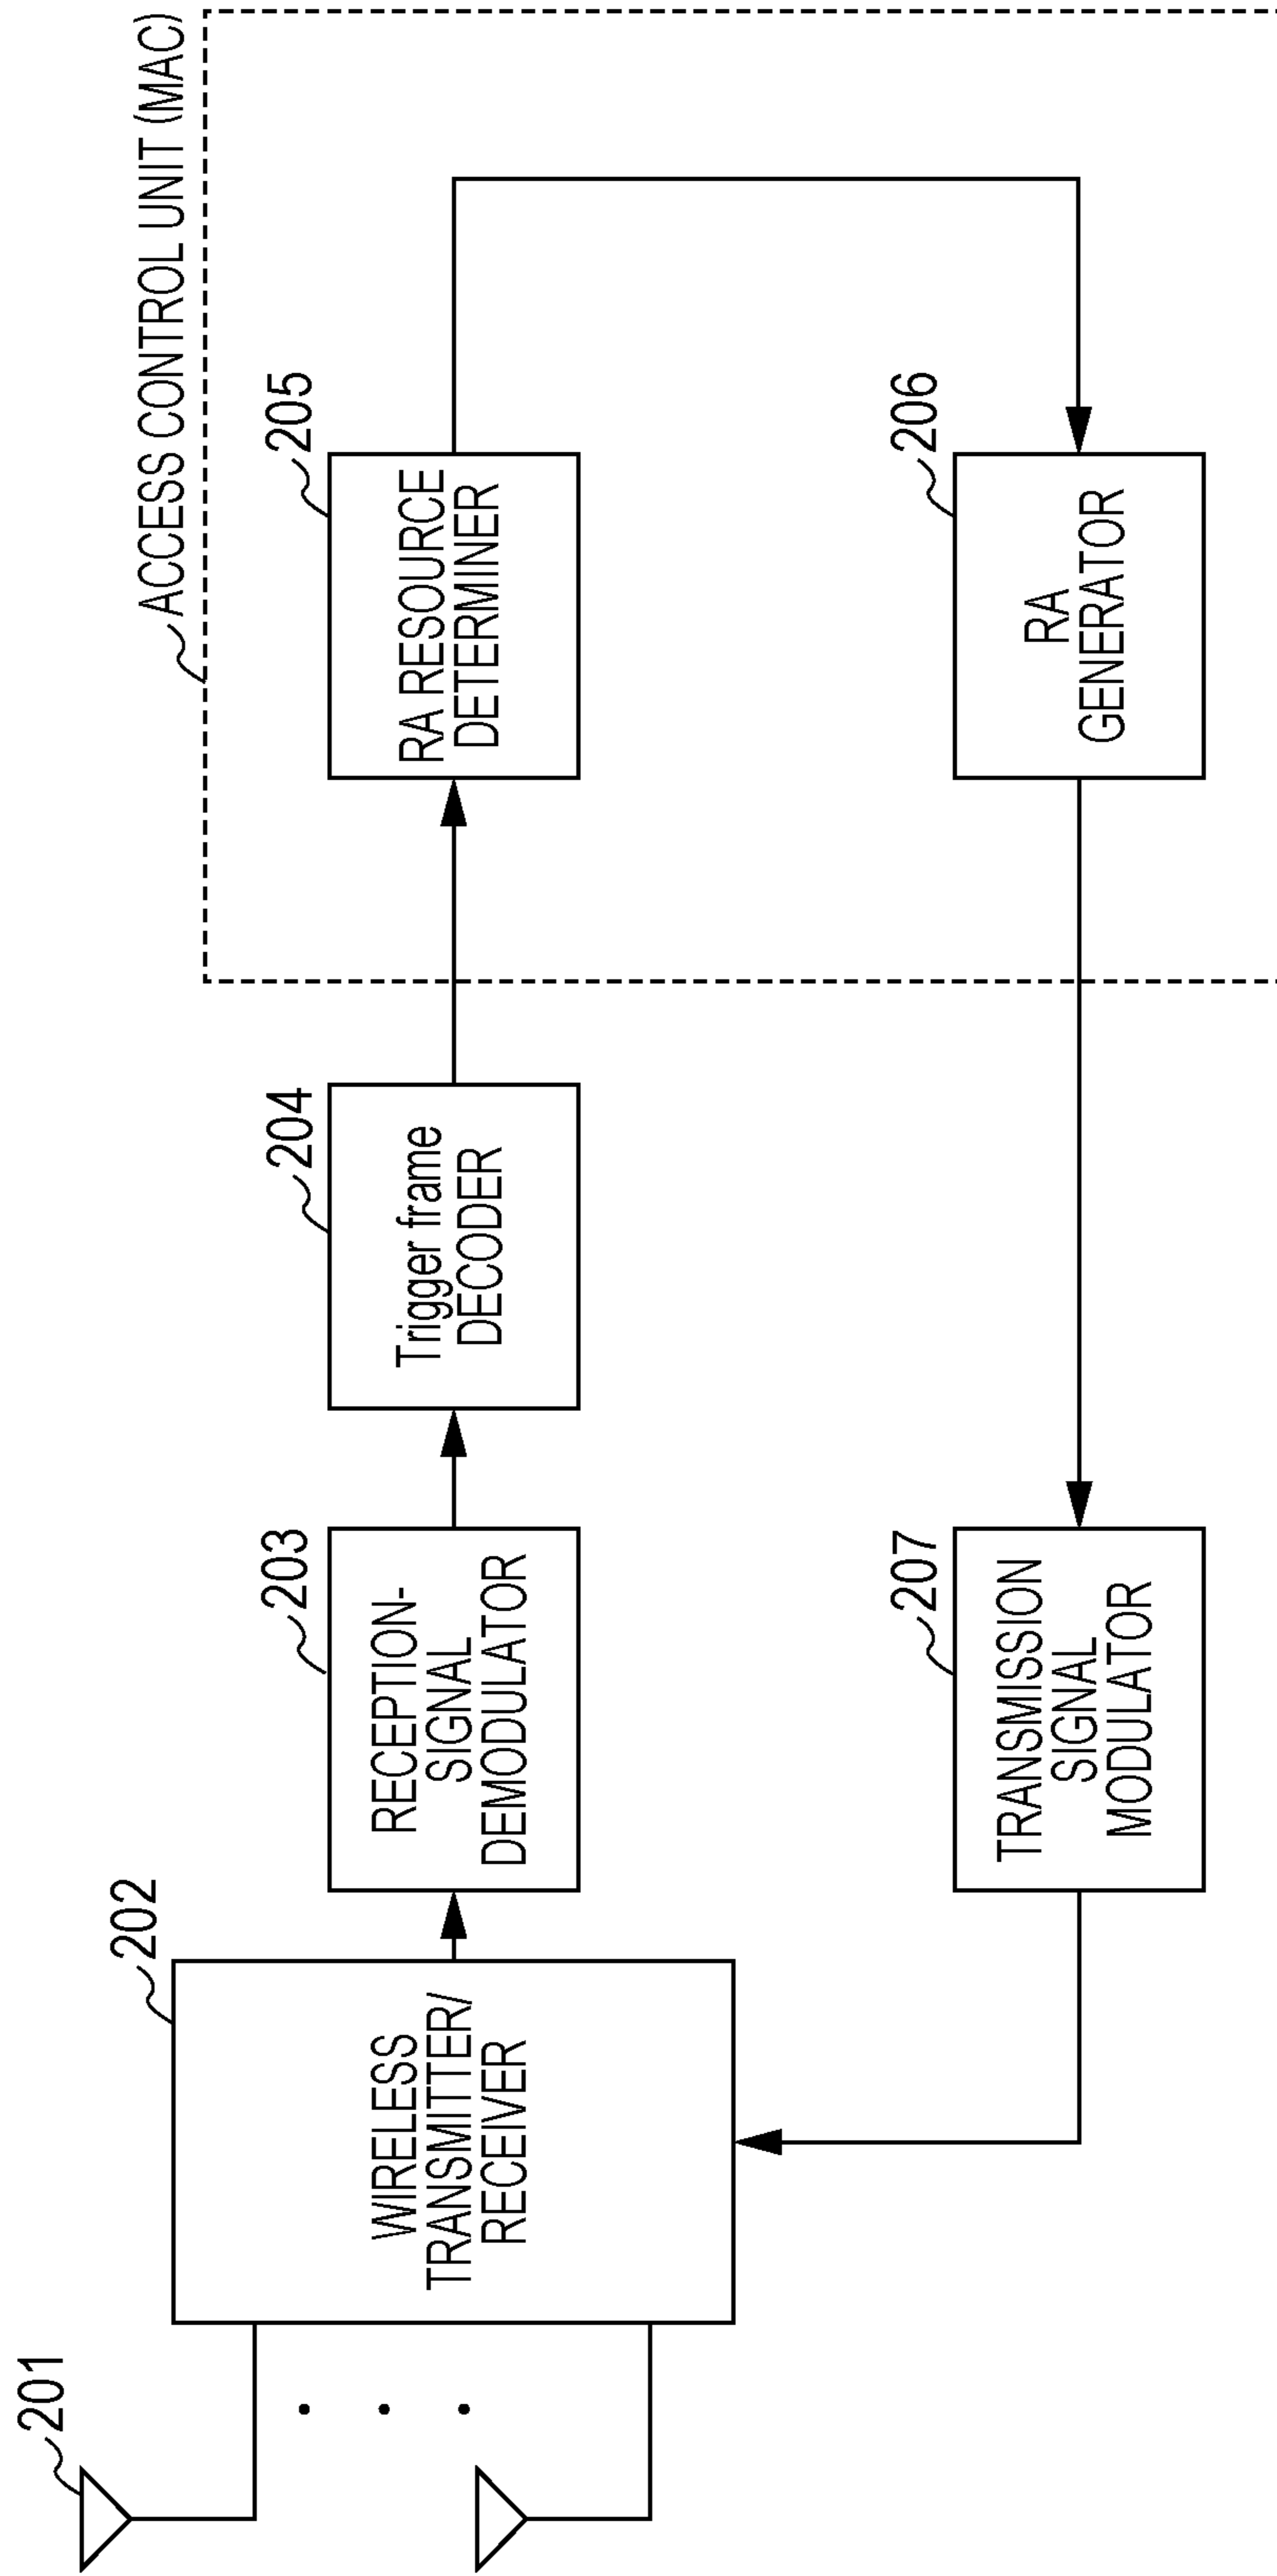 201
202
WIRELESS
TRANSMITTER/
RECEIVER
203
RECEPTION-
SIGNAL
DEMODULATOR
204
Trigger frame
DECODER
ACCESS CONTROL UNIT (MAC)
205
RA RESOURCE
DETERMINER
206
RA
GENERATOR
207
TRANSMISSION
SIGNAL
MODULATOR